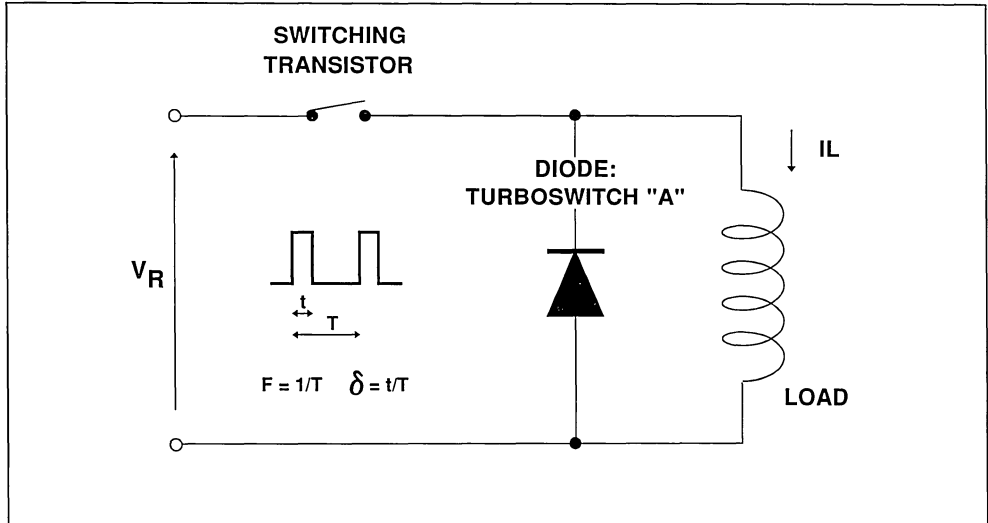 SWITCHING
TRANSISTOR
IL
DIODE:
TURBOSWITCH "A"
VR
t
T
F = 1/T δ = t/T
LOAD